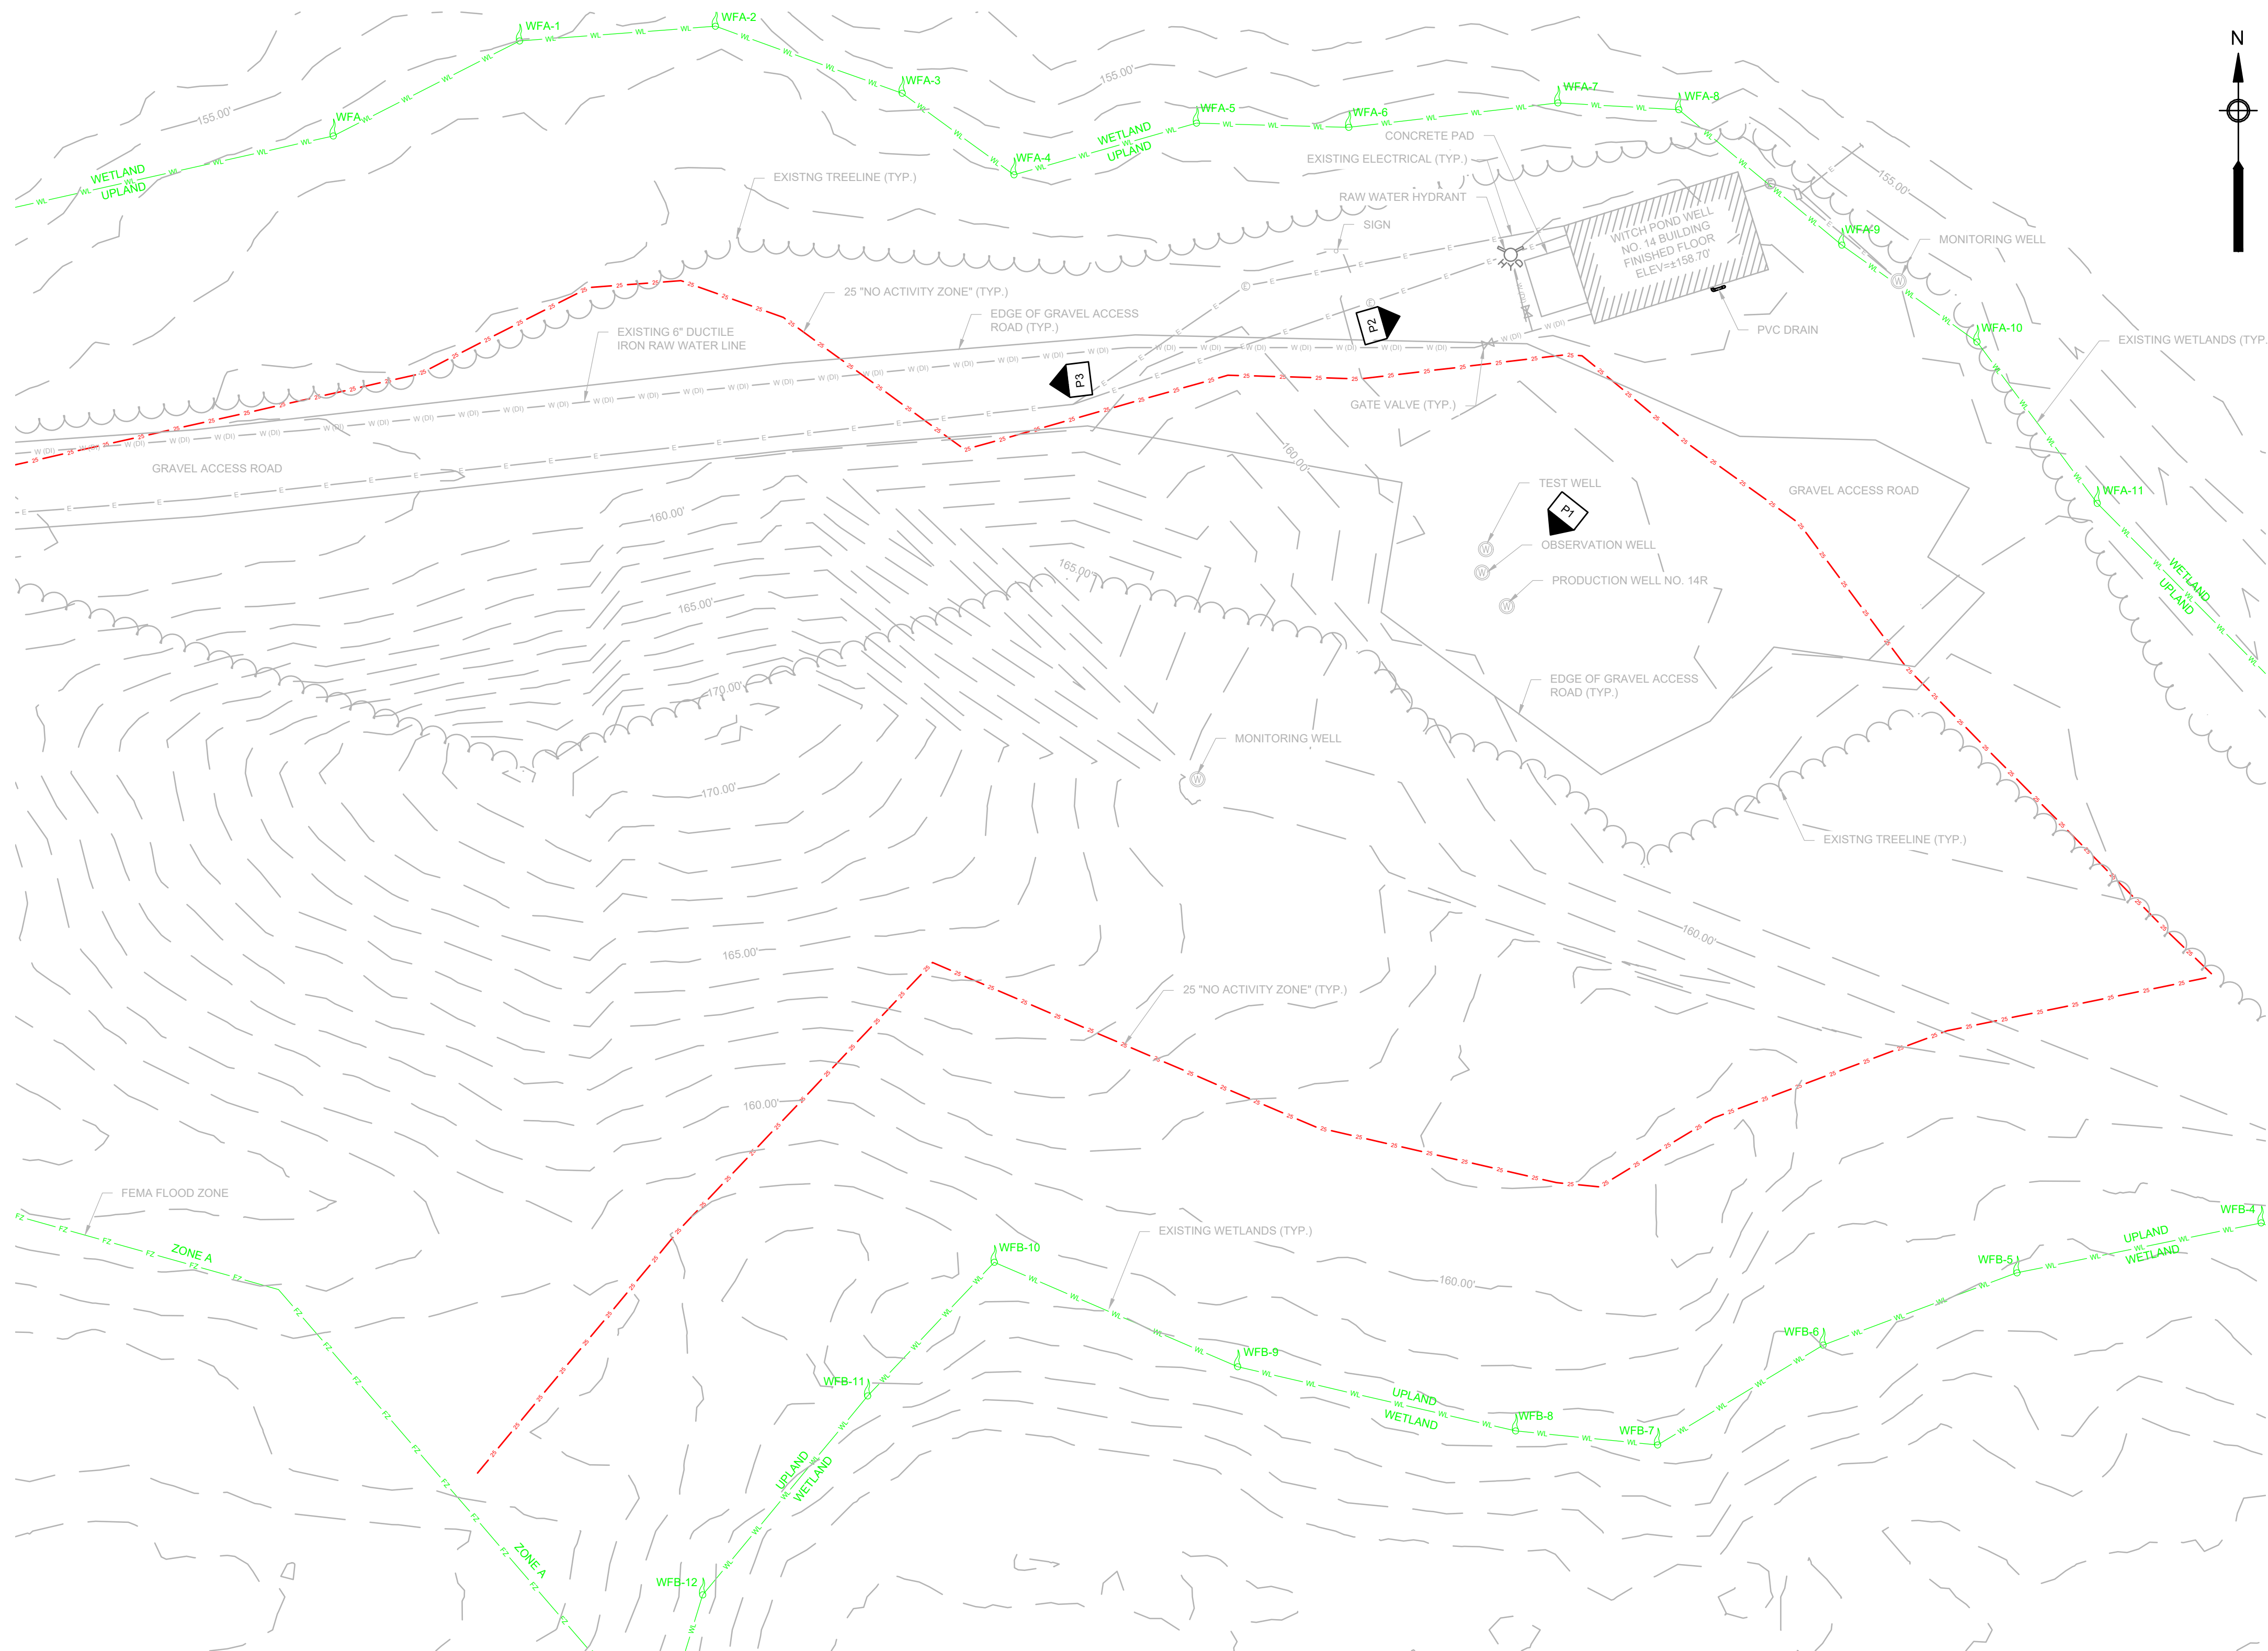 WFA-1
WFA-2
N
WFA-3
155.00'
WFA-7
WFA-8
WFA-5
WFA-6
155.00'
WFA
WETLAND
UPLAND
CONCRETE PAD
EXISTING ELECTRICAL (TYP.)
WFA-4
WETLAND
UPLAND
EXISTNG TREELINE (TYP.)
155.00'
RAW WATER HYDRANT
SIGN
WITCH POND WELL
NO. 14 BUILDING
FINISHED FLOOR
ELEV=±158.70'
WFA-9
MONITORING WELL
25 "NO ACTIVITY ZONE" (TYP.)
EDGE OF GRAVEL ACCESS
ROAD (TYP.)
EXISTING 6" DUCTILE
IRON RAW WATER LINE
P2
PVC DRAIN
WFA-10
EXISTING WETLANDS (TYP.
P3
GATE VALVE (TYP.)
W (DI)
E
25
WL
GRAVEL ACCESS ROAD
160.00'
TEST WELL
P1
GRAVEL ACCESS ROAD
WFA-11
160.00'
OBSERVATION WELL
165.00'
PRODUCTION WELL NO. 14R
WETLAND
UPLAND
165.00'
170.00'
EDGE OF GRAVEL ACCESS
ROAD (TYP.)
MONITORING WELL
170.00'
EXISTNG TREELINE (TYP.)
160.00'
165.00'
25 "NO ACTIVITY ZONE" (TYP.)
160.00'
FEMA FLOOD ZONE
FZ
ZONE A
WFB-10
EXISTING WETLANDS (TYP.)
WFB-4
UPLAND
WETLAND
WFB-5
160.00'
WFB-6
WFB-9
WFB-11
UPLAND
WETLAND
WFB-8
WFB-7
UPLAND
WETLAND
ZONE A
WFB-12